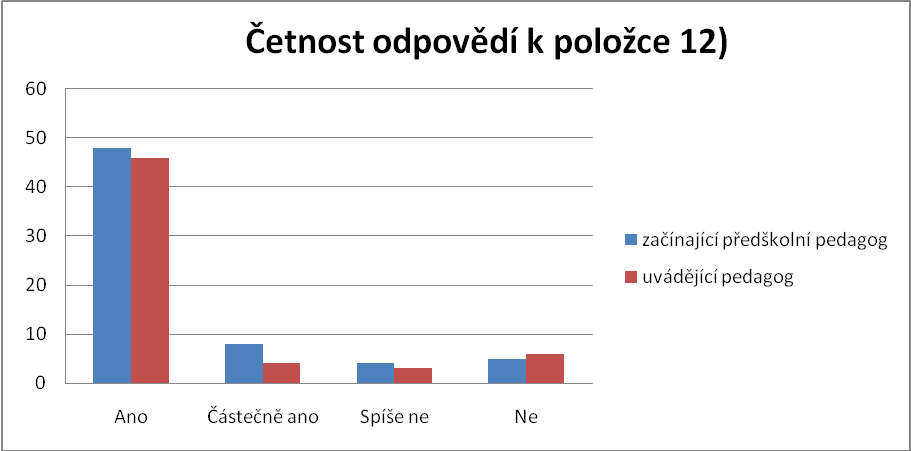 Četnost odpovědí k položce 12)
60
50
40
30
20
10
0
Ano
Částečně ano
Spíše ne
Ne
začínající předškolní pedagog
uvádějící pedagog